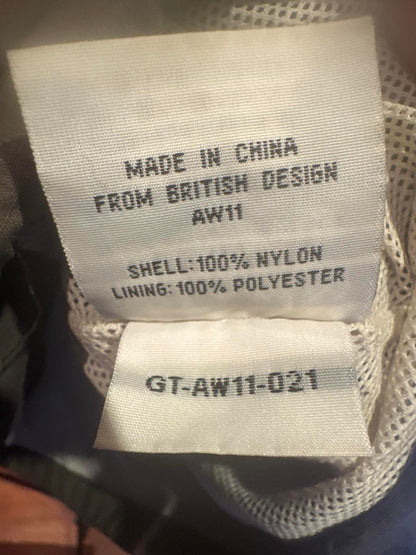 MADE IN CHINA
FROM BRITISH DESIGN
AW11
SHELL:100% NYLON
LINING: 100% POLYESTER
GT-AW11-021